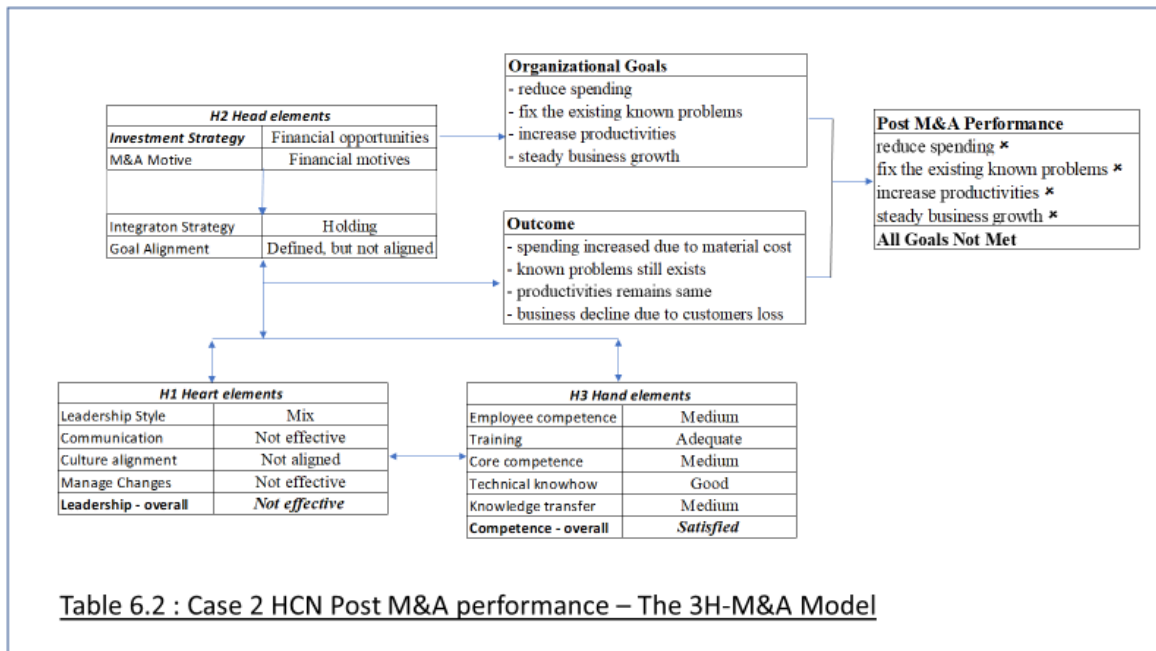 Organizational Goals
- reduce spending
- fix the existing known problems
- increase productivities
- steady business growth
H2 Head elements
Investment Strategy Financial opportunities
M&A Motive Financial motives
Integraton Strategy Holding
Goal Alignment Defined, but not aligned
Post M&A Performance
reduce spending ×
fix the existing known problems ×
increase productivities ×
steady business growth ×
All Goals Not Met
Outcome
- spending increased due to material cost
- known problems still exists
- productivities remains same
- business decline due to customers loss
H1 Heart elements
Leadership Style Mix
Communication Not effective
Culture alignment Not aligned
Manage Changes Not effective
Leadership - overall Not effective
H3 Hand elements
Employee competence Medium
Training Adequate
Core competence Medium
Technical knowhow Good
Knowledge transfer Medium
Competence - overall Satisfied
Table 6.2 : Case 2 HCN Post M&A performance – The 3H-M&A Model